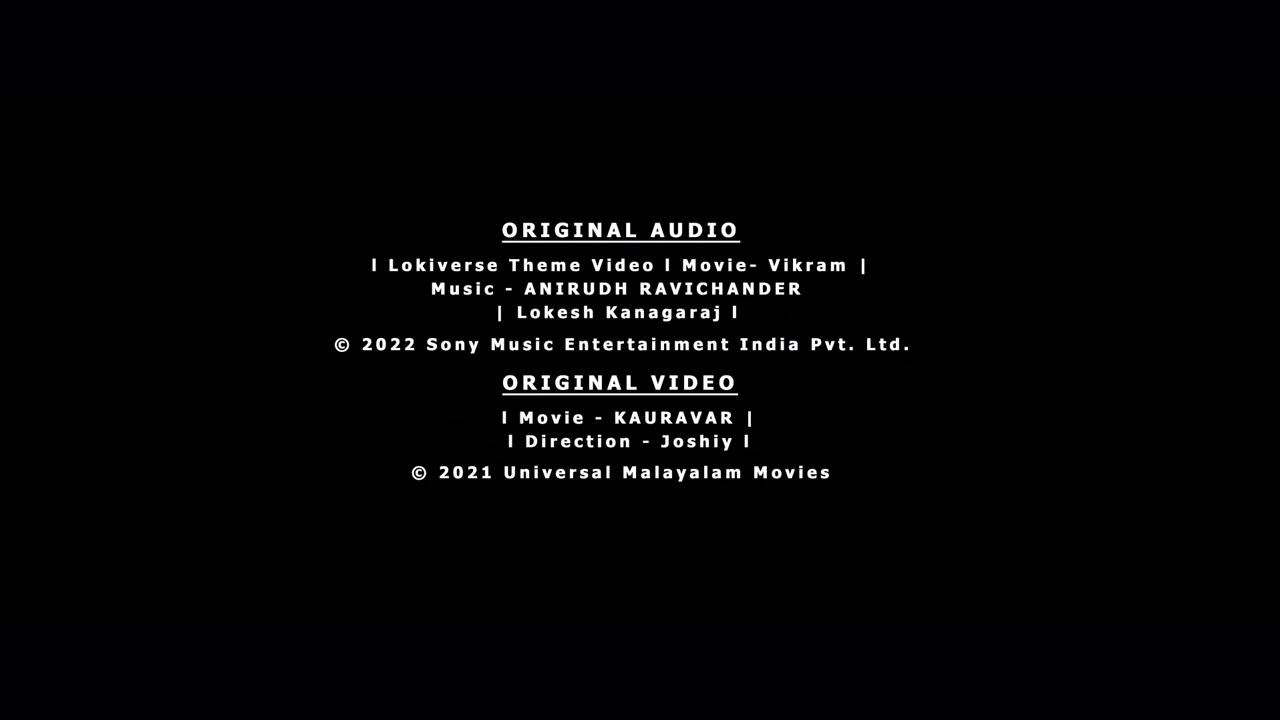 ORIGINAL AUDIO
l Lokiverse Theme Video l Movie- Vikram |
Music - ANIRUDH RAVICHANDER
| Lokesh Kanagaraj l
© 2022 Sony Music Entertainment India Pvt. Ltd.
ORIGINAL VIDEO
l Movie - KAURAVAR |
l Direction - Joshiy l
© 2021 Universal Malayalam Movies